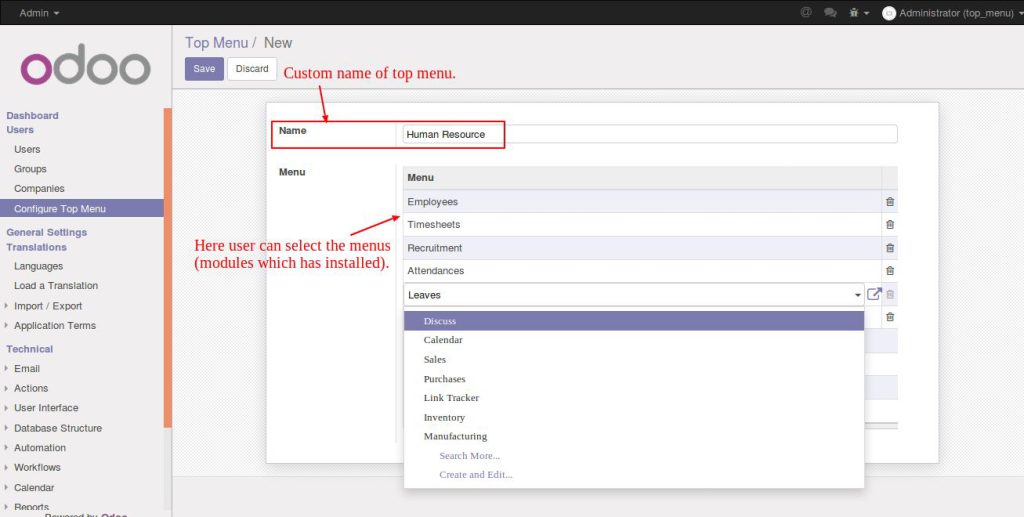 Admin
Administrator (top_menu)
odoo
Top Menu / New
Save
Discard
Custom name of top menu.
Dashboard
Users
Users
Groups
Companies
Configure Top Menu
General Settings
Translations
Languages
Load a Translation
Import / Export
Application Terms
Technical
Email
Actions
User Interface
Database Structure
Automation
Workflows
Calendar
Reports
Powered by Odoo
Name
Human Resource
Menu
Menu
Employees
Timesheets
Recruitment
Attendances
Leaves
Here user can select the menus
(modules which has installed).
Discuss
Calendar
Sales
Purchases
Link Tracker
Inventory
Manufacturing
Search More...
Create and Edit...